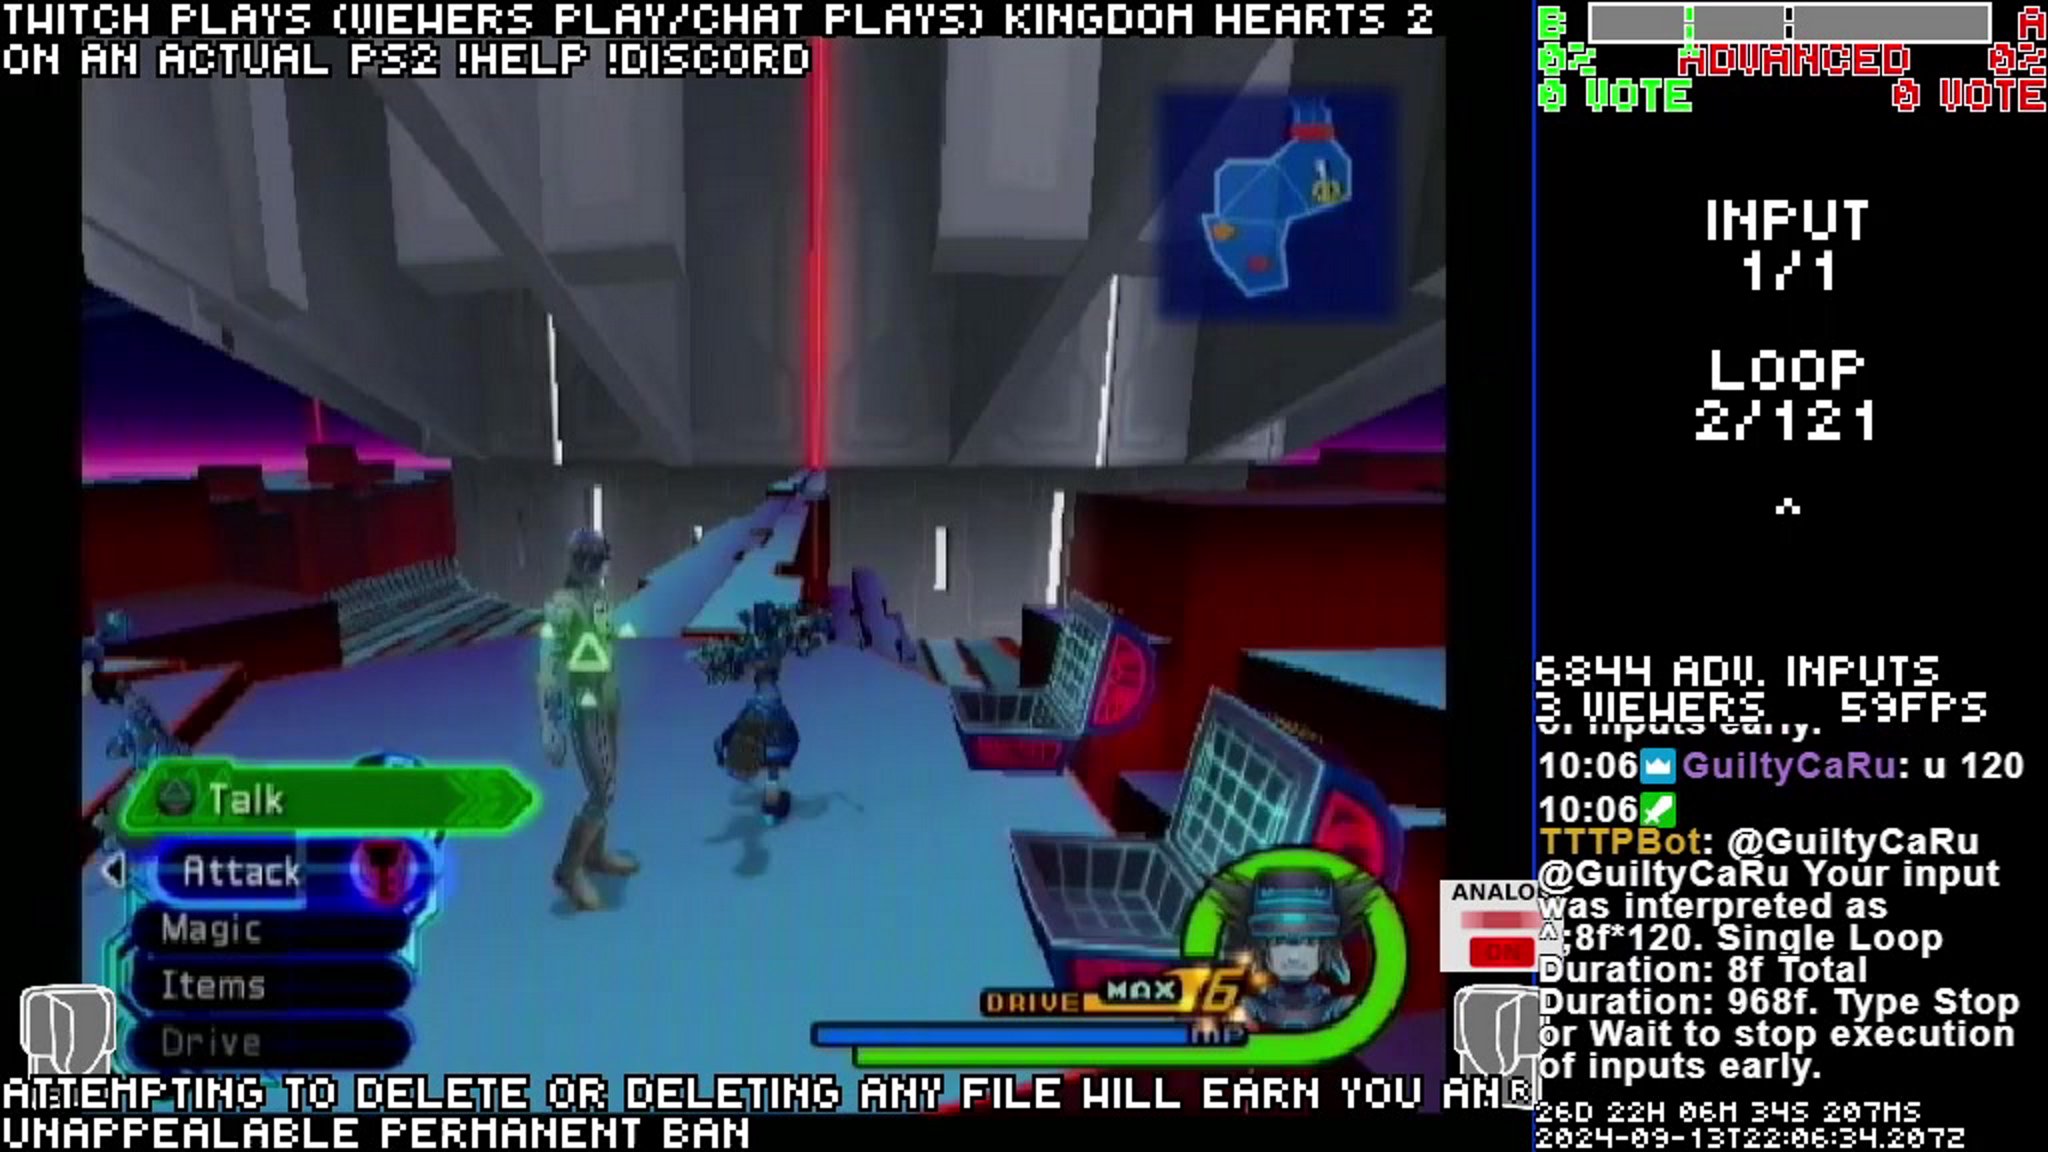 TWITCH PLAYS (VIEWERS PLAY/CHAT PLAYS) KINGDOM HEARTS 2
ON AN ACTUAL PS2 !HELP !DISCORD
B
A
0%
ADVANCED
0%
0 VOTE
0 VOTE
INPUT
1/1
LOOP
2/121
^
6844 ADV. INPUTS
3 VIEWERS 59FPS
of inputs early.
10:06 GuiltyCaRu: u 120
10:06
TTTPBot: @GuiltyCaRu
@GuiltyCaRu Your input
was interpreted as
^;8f*120. Single Loop
Duration: 8f Total
Duration: 968f. Type Stop
or Wait to stop execution
of inputs early.
26D 22H 06M 34S 207MS
2024-09-13T22:06:34.207Z
Talk
Attack
Magic
Items
Drive
DRIVE MAX 6
MP
ANALO
ON
ATTEMPTING TO DELETE OR DELETING ANY FILE WILL EARN YOU AN
UNAPPEALABLE PERMANENT BAN